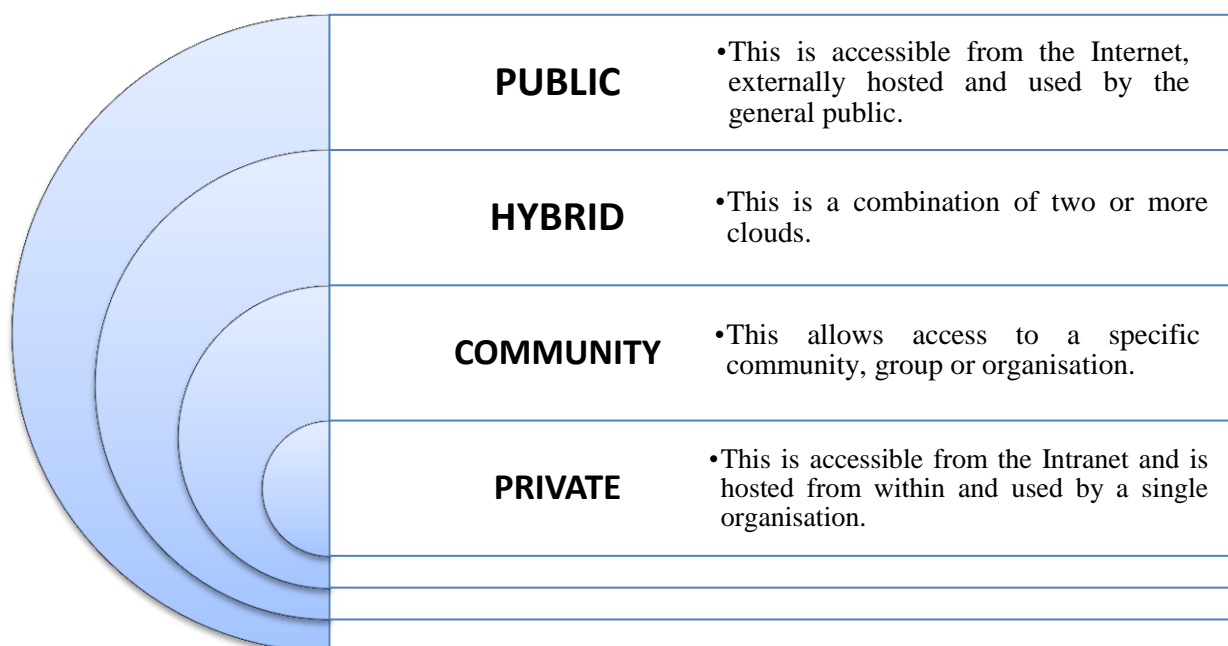 PUBLIC
•This is accessible from the Internet,
externally hosted and used by the
general public.
HYBRID
•This is a combination of two or more
clouds.
COMMUNITY
•This allows access to a specific
community, group or organisation.
PRIVATE
•This is accessible from the Intranet and is
hosted from within and used by a single
organisation.